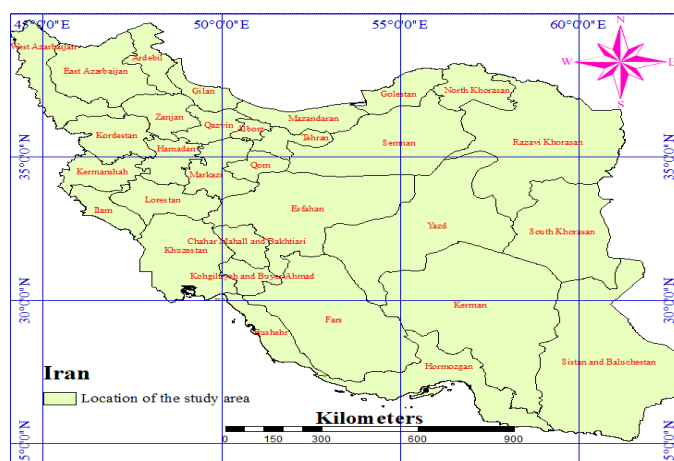 45°0'0"E
50°0'0"E
55°0'0"E
60°0'0"E
N
W
E
S
West Azarbaijan
Ardebil
East Azarbaijan
Gilan
Golestan
North Khorasan
Zanjan
Qazvin
Alborz
Mazandaran
Tehran
Kordestan
Hamadan
Semnan
Razavi Khorasan
35°0'0"N
Kermanshah
Markazi
Qom
Ilam
Lorestan
Esfahan
Yazd
South Khorasan
Chahar Mahall and Bakhtiari
Khuzestan
Kohgiluyeh and Buyer Ahmad
30°0'0"N
Kerman
Fars
Bushehr
Hormozgan
Sistan and Baluchestan
Iran
Location of the study area
Kilometers
0 150 300 600 900
5°0'0"N